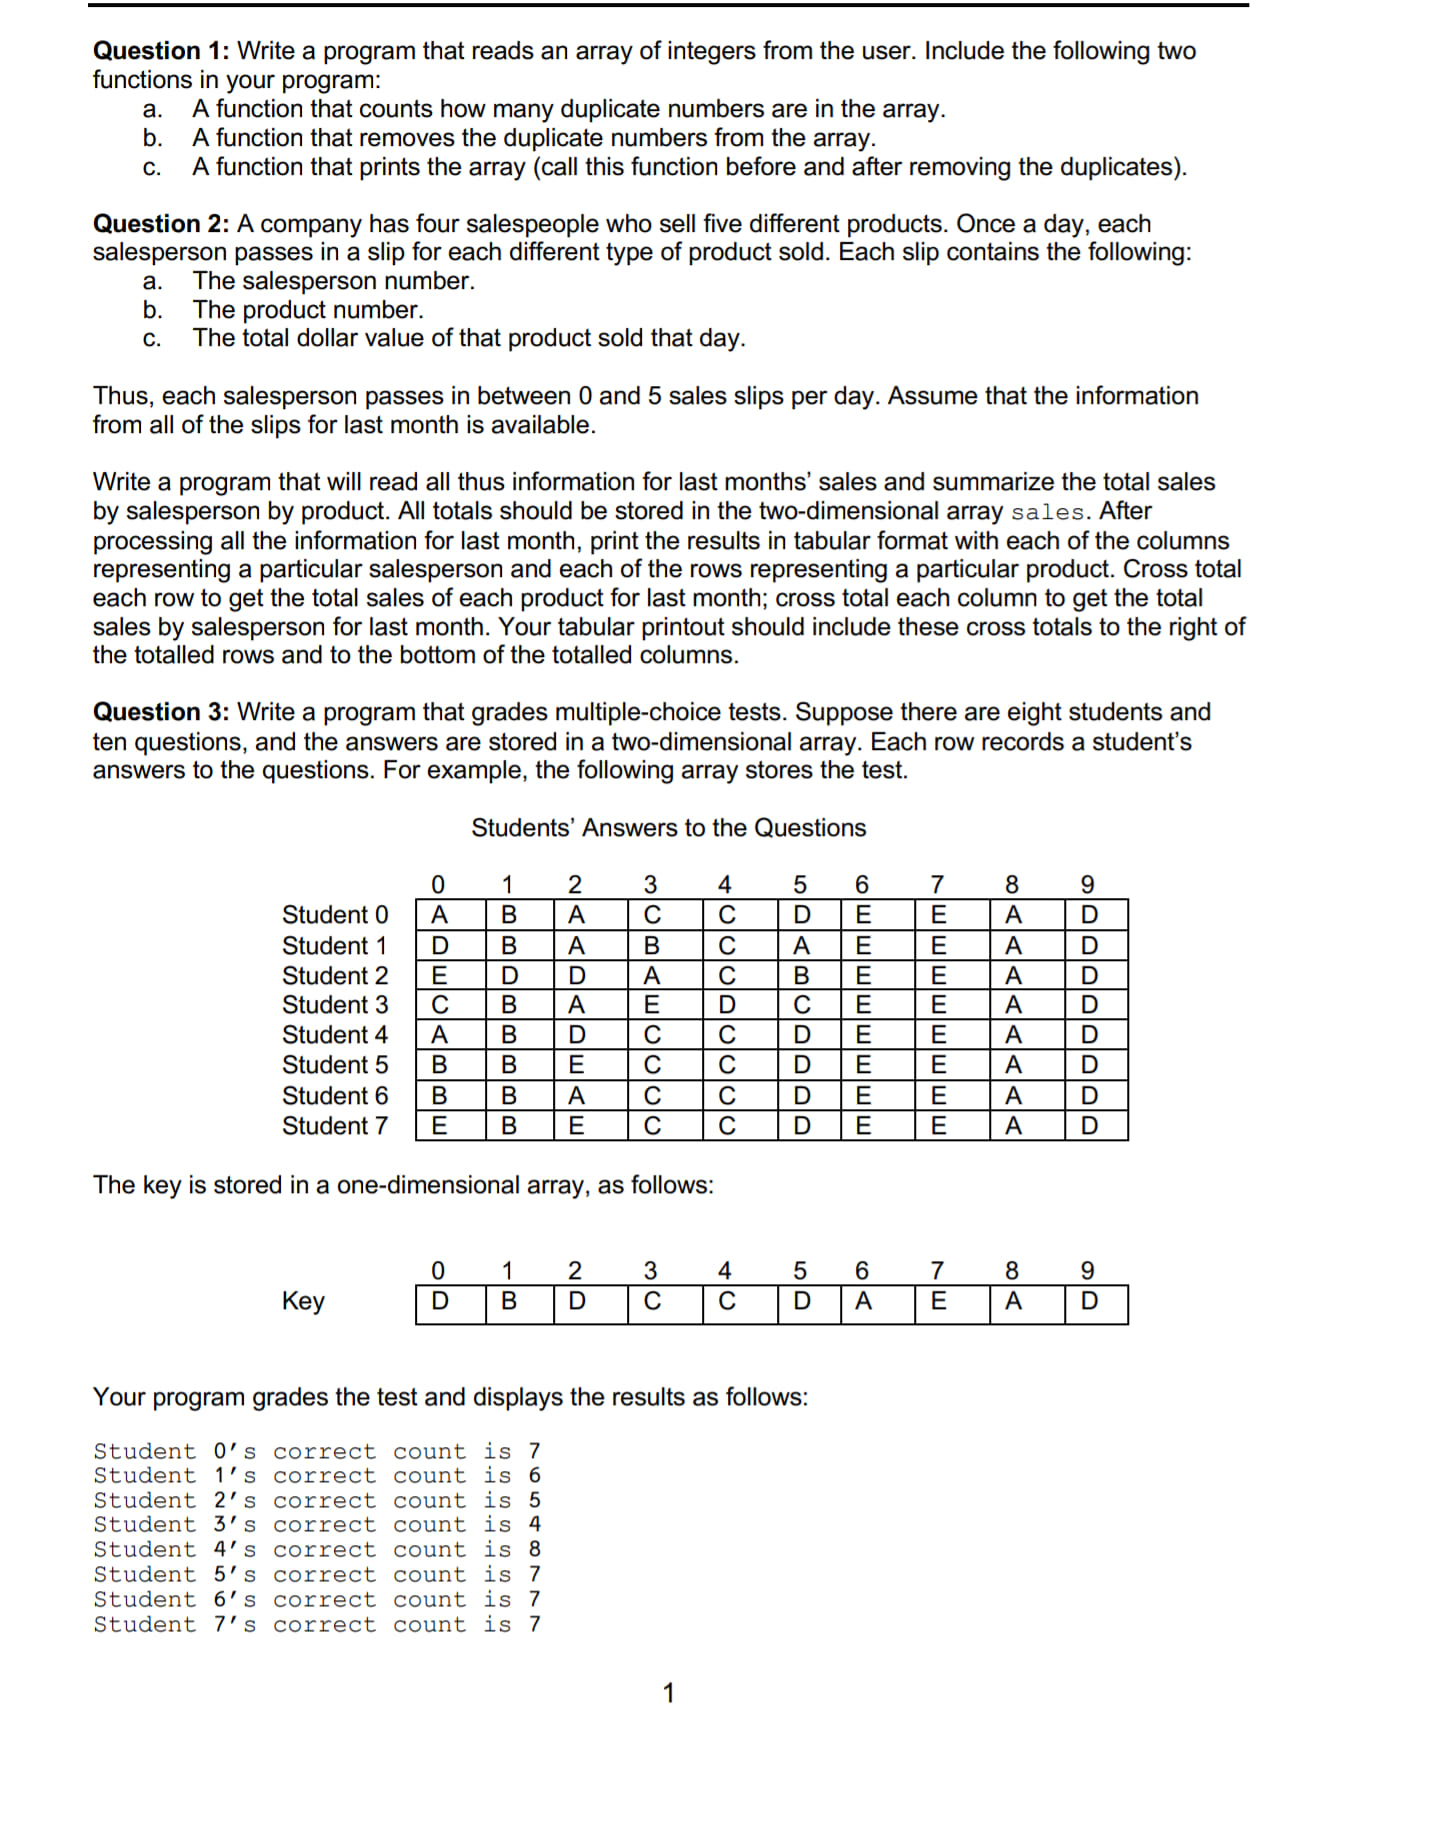 Question 1: Write a program that reads an array of integers from the user. Include the following two
functions in your program:
a. A function that counts how many duplicate numbers are in the array.
b. A function that removes the duplicate numbers from the array.
c. A function that prints the array (call this function before and after removing the duplicates).
Question 2: A company has four salespeople who sell five different products. Once a day, each
salesperson passes in a slip for each different type of product sold. Each slip contains the following:
a. The salesperson number.
b. The product number.
c. The total dollar value of that product sold that day.
Thus, each salesperson passes in between 0 and 5 sales slips per day. Assume that the information
from all of the slips for last month is available.
Write a program that will read all thus information for last months' sales and summarize the total sales
by salesperson by product. All totals should be stored in the two-dimensional array sales. After
processing all the information for last month, print the results in tabular format with each of the columns
representing a particular salesperson and each of the rows representing a particular product. Cross total
each row to get the total sales of each product for last month; cross total each column to get the total
sales by salesperson for last month. Your tabular printout should include these cross totals to the right of
the totalled rows and to the bottom of the totalled columns.
Question 3: Write a program that grades multiple-choice tests. Suppose there are eight students and
ten questions, and the answers are stored in a two-dimensional array. Each row records a student's
answers to the questions. For example, the following array stores the test.
Students' Answers to the Questions
0 1 2 3 4 5 6 7 8 9
Student 0 A B A C C D E E A D
Student 1 D B A B C A E E A D
Student 2 E D D A C B E E A D
Student 3 C B A E D C E E A D
Student 4 A B D C C D E E A D
Student 5 B B E C C D E E A D
Student 6 B B A C C D E E A D
Student 7 E B E C C D E E A D
The key is stored in a one-dimensional array, as follows:
0 1 2 3 4 5 6 7 8 9
Key D B D C C D A E A D
Your program grades the test and displays the results as follows:
Student 0's correct count is 7
Student 1's correct count is 6
Student 2's correct count is 5
Student 3's correct count is 4
Student 4's correct count is 8
Student 5's correct count is 7
Student 6's correct count is 7
Student 7's correct count is 7
1